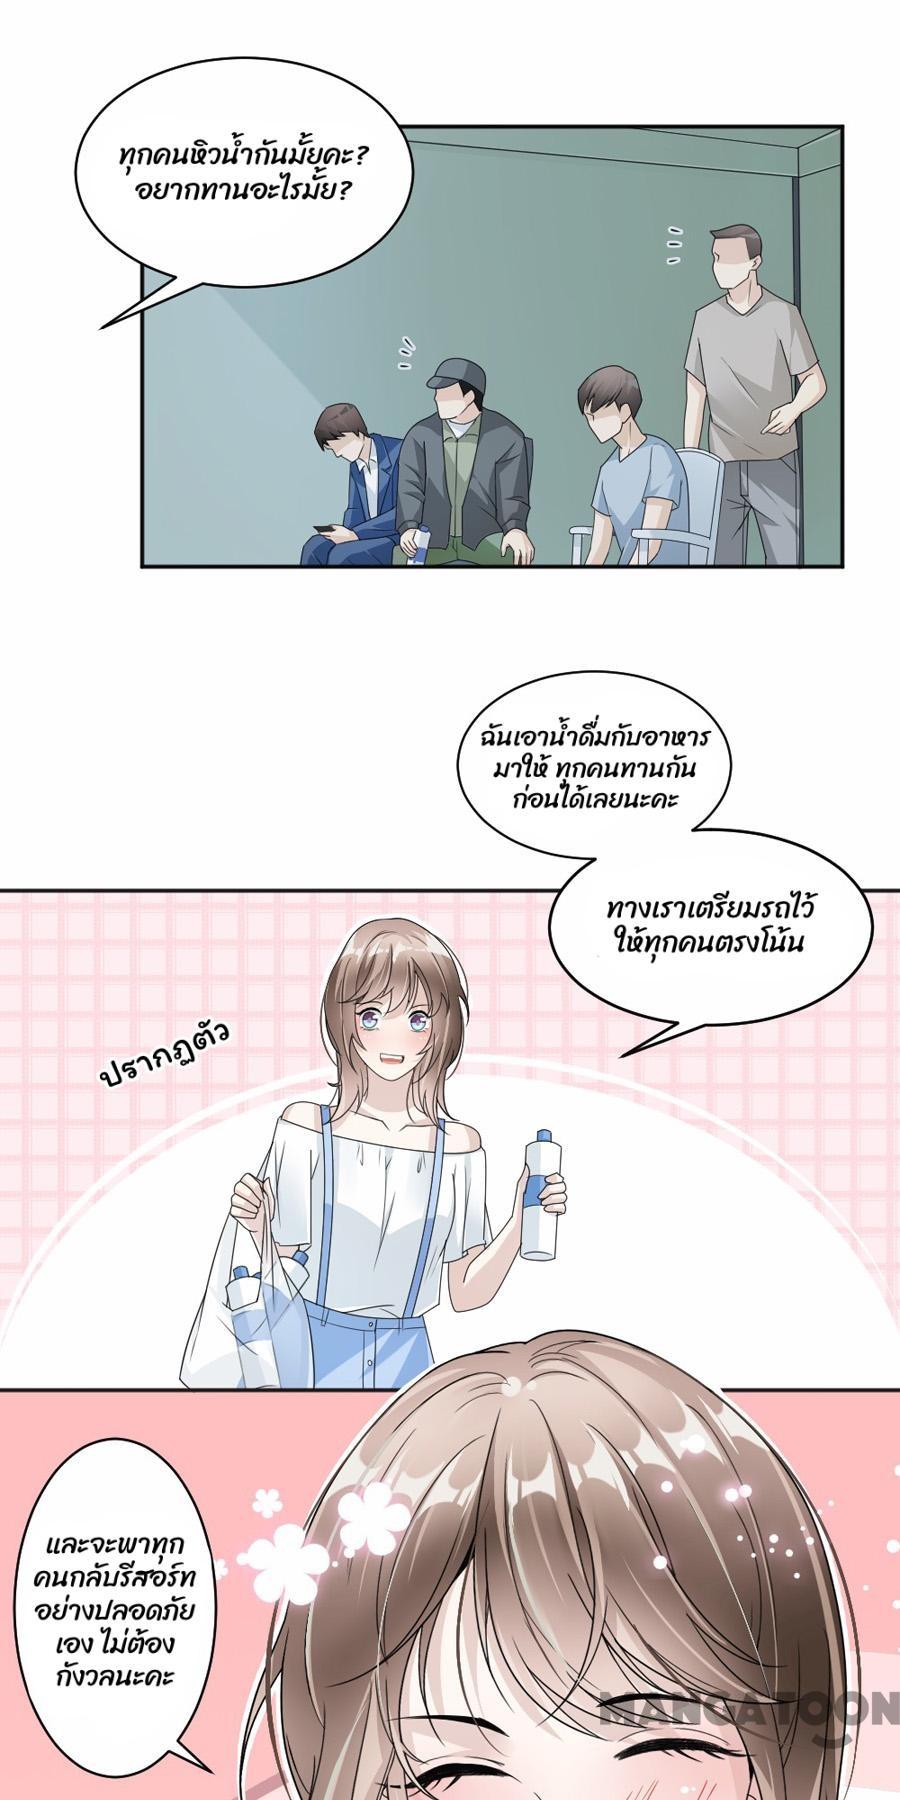 ทุกคนหิวน้ำกันมั้ยคะ?
อยากทานอะไรมั้ย?
ฉันเอาน้ำดื่มกับอาหาร
มาให้ ทุกคนทานกัน
ก่อนได้เลยนะคะ
ทางเราเตรียมรถไว้
ให้ทุกคนตรงโน้น
ปรากฏตัว
และจะพาทุก
คนกลับรีสอร์ท
อย่างปลอดภัย
เอง ไม่ต้อง
กังวลนะคะ
MANGATOON